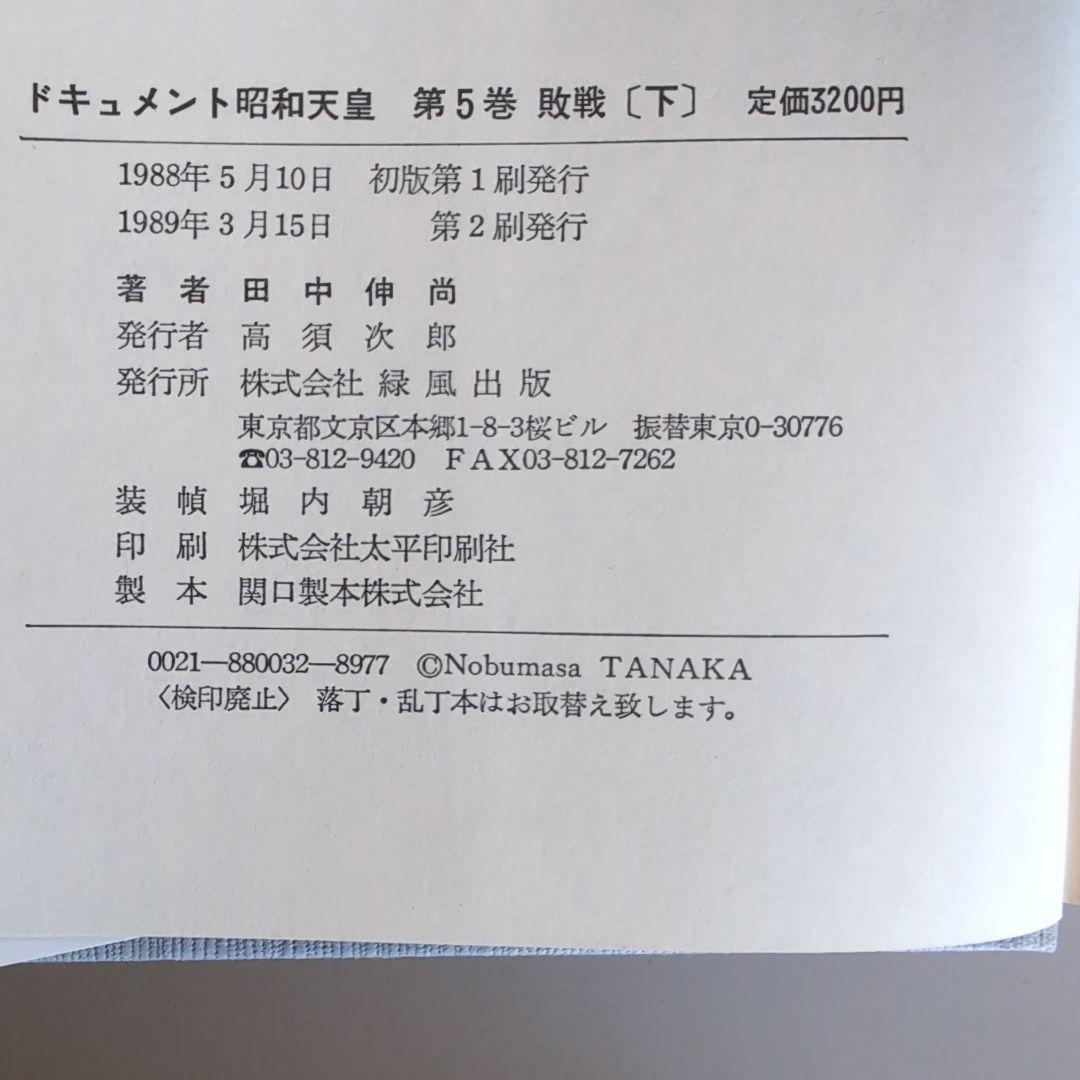 ドキュメント昭和天皇　第5巻 敗戦〔下〕　定価3200円
1988年5月10日　初版第1刷発行
1989年3月15日　　　第2刷発行
著　者　田　中　伸　尚
発行者　高　須　次　郎
発行所　株式会社 緑 風 出 版
東京都文京区本郷1-8-3桜ビル　振替東京0-30776
☎03-812-9420　ＦＡＸ03-812-7262
装　幀　堀　内　朝　彦
印　刷　株式会社太平印刷社
製　本　関口製本株式会社
0021—880032—8977　©Nobumasa TANAKA
〈検印廃止〉　落丁・乱丁本はお取替え致します。